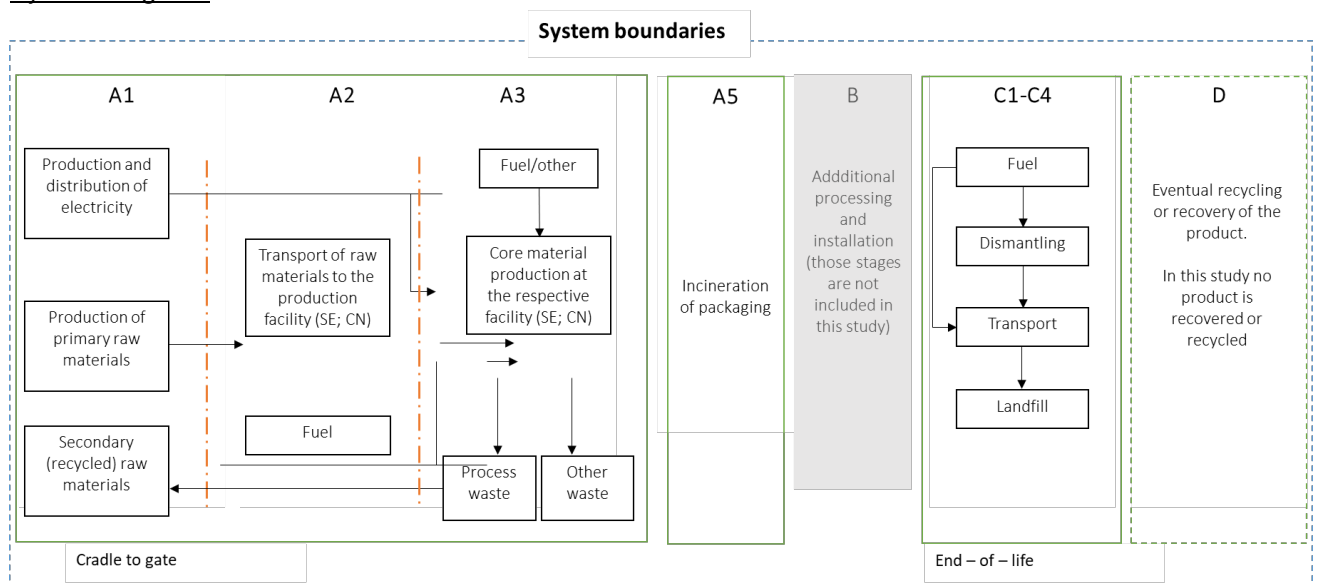 System boundaries
A1
A2
A3
A5
B
C1-C4
D
Production and
distribution of
electricity
Production of
primary raw
materials
Secondary
(recycled) raw
materials
Transport of raw
materials to the
production
facility (SE; CN)
Fuel
Fuel/other
Core material
production at
the respective
facility (SE; CN)
Process
waste
Other
waste
Incineration
of packaging
Addditional
processing
and
installation
(those stages
are not
included in
this study)
Fuel
Dismantling
Transport
Landfill
Eventual recycling
or recovery of the
product.
In this study no
product is
recovered or
recycled
Cradle to gate
End – of – life